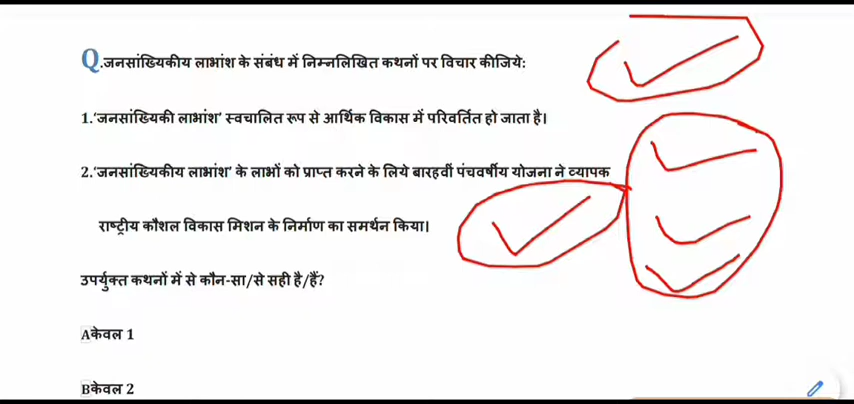 Q.जनसांख्यिकीय लाभांश के संबंध में निम्नलिखित कथनों पर विचार कीजिये:
1.‘जनसांख्यिकी लाभांश’ स्वचालित रूप से आर्थिक विकास में परिवर्तित हो जाता है।
2.‘जनसांख्यिकीय लाभांश’ के लाभों को प्राप्त करने के लिये बारहवीं पंचवर्षीय योजना ने व्यापक
राष्ट्रीय कौशल विकास मिशन के निर्माण का समर्थन किया।
उपर्युक्त कथनों में से कौन-सा/से सही है/हैं?
Aकेवल 1
Bकेवल 2